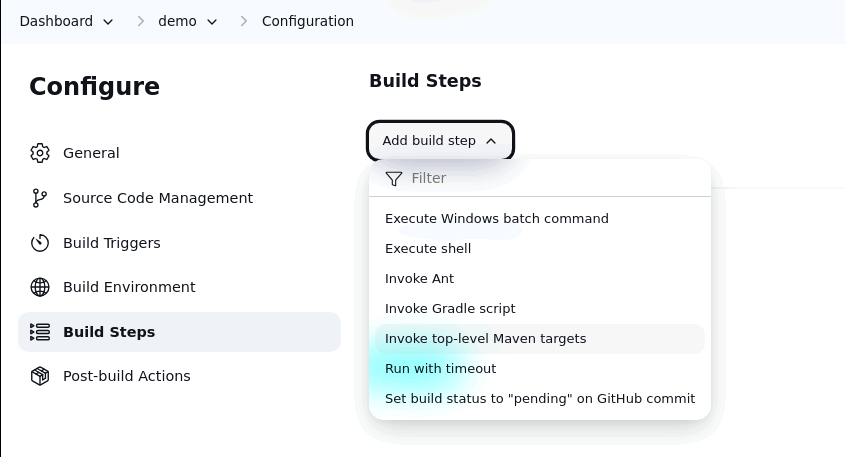 Dashboard demo Configuration
Configure
General
Source Code Management
Build Triggers
Build Environment
Build Steps
Post-build Actions
Build Steps
Add build step
Filter
Execute Windows batch command
Execute shell
Invoke Ant
Invoke Gradle script
Invoke top-level Maven targets
Run with timeout
Set build status to "pending" on GitHub commit